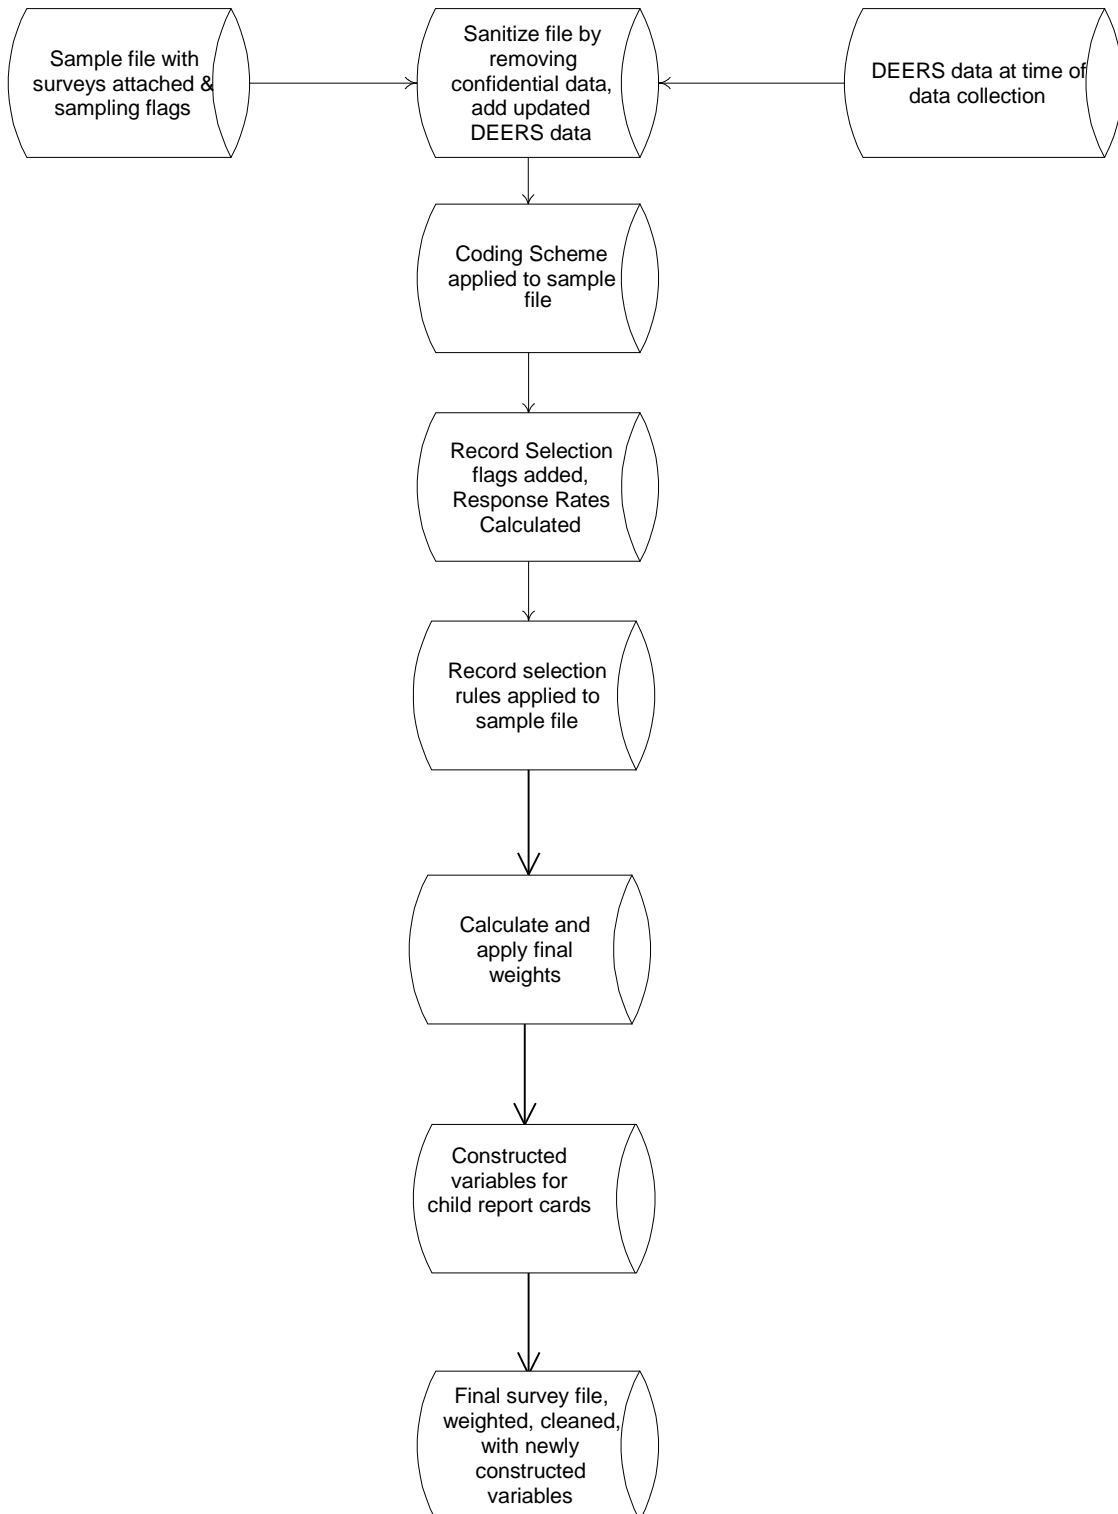 Sample file with
surveys attached &
sampling flags
Sanitize file by
removing
confidential data,
add updated
DEERS data
DEERS data at time of
data collection
Coding Scheme
applied to sample
file
Record Selection
flags added,
Response Rates
Calculated
Record selection
rules applied to
sample file
Calculate and
apply final
weights
Constructed
variables for
child report cards
Final survey file,
weighted, cleaned,
with newly
constructed
variables